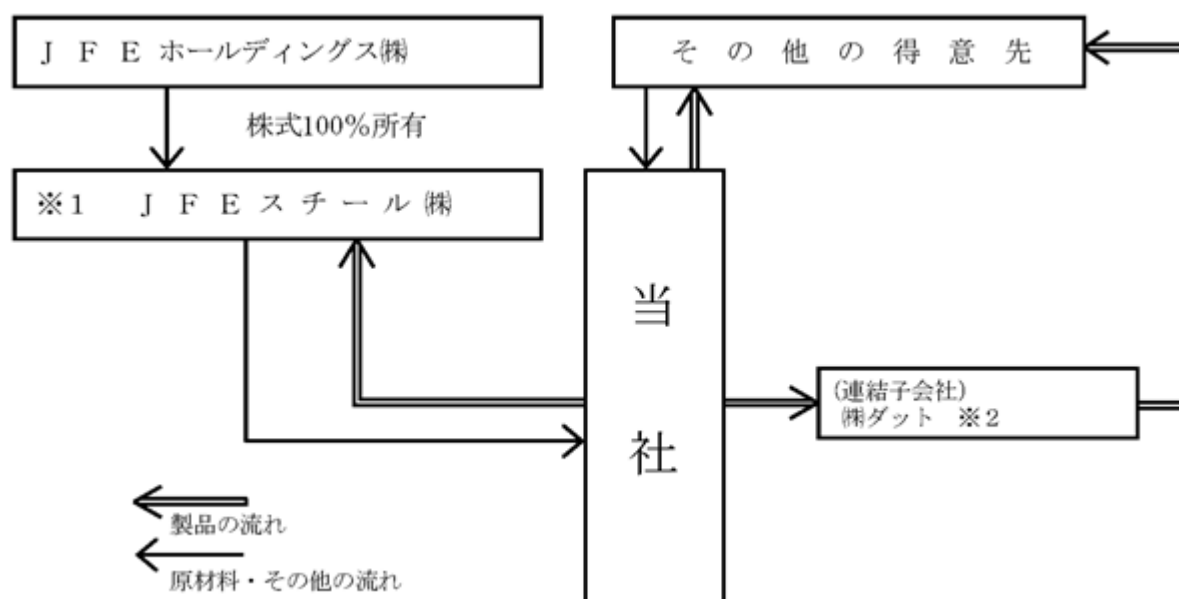 JFEホールディングス㈱
その他の得意先
株式100%所有
※1 JFEスチール㈱
当社
(連結子会社)
㈱ダット ※2
製品の流れ
原材料・その他の流れ